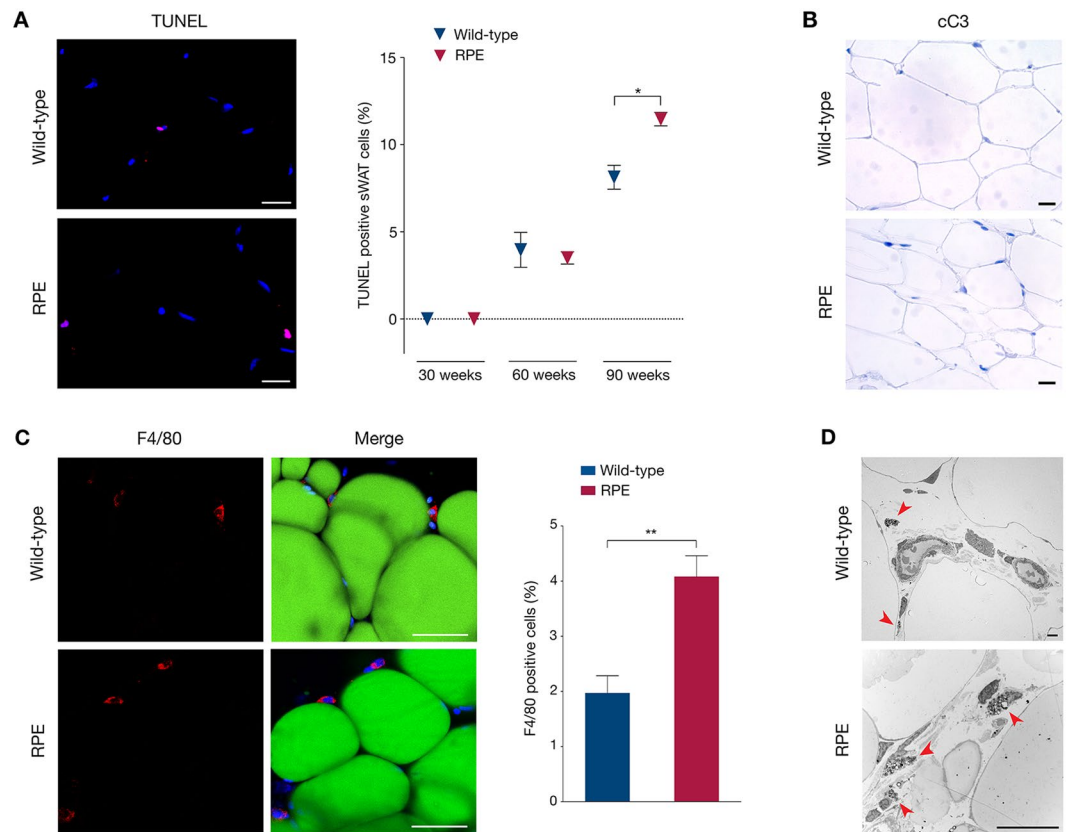 A
TUNEL
Wild-type
RPE
Wild-type
RPE
TUNEL positive sWAT cells (%)
15
10
5
0
*
30 weeks
60 weeks
90 weeks
B
cC3
Wild-type
RPE
C
F4/80
Merge
Wild-type
RPE
Wild-type
RPE
F4/80 positive cells (%)
5
4
3
2
1
0
**
D
Wild-type
RPE